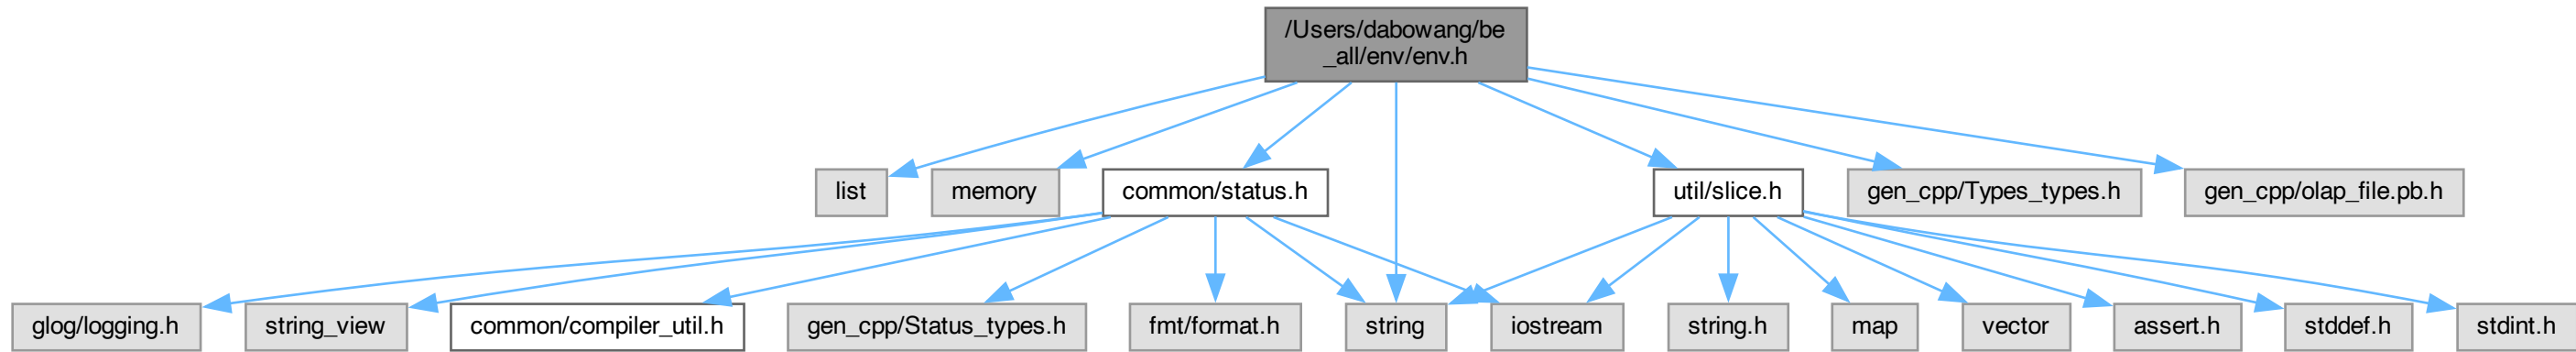 /Users/dabowang/be
_all/env/env.h
list
memory
common/status.h
util/slice.h
gen_cpp/Types_types.h
gen_cpp/olap_file.pb.h
glog/logging.h
string_view
common/compiler_util.h
gen_cpp/Status_types.h
fmt/format.h
string
iostream
string.h
map
vector
assert.h
stddef.h
stdint.h